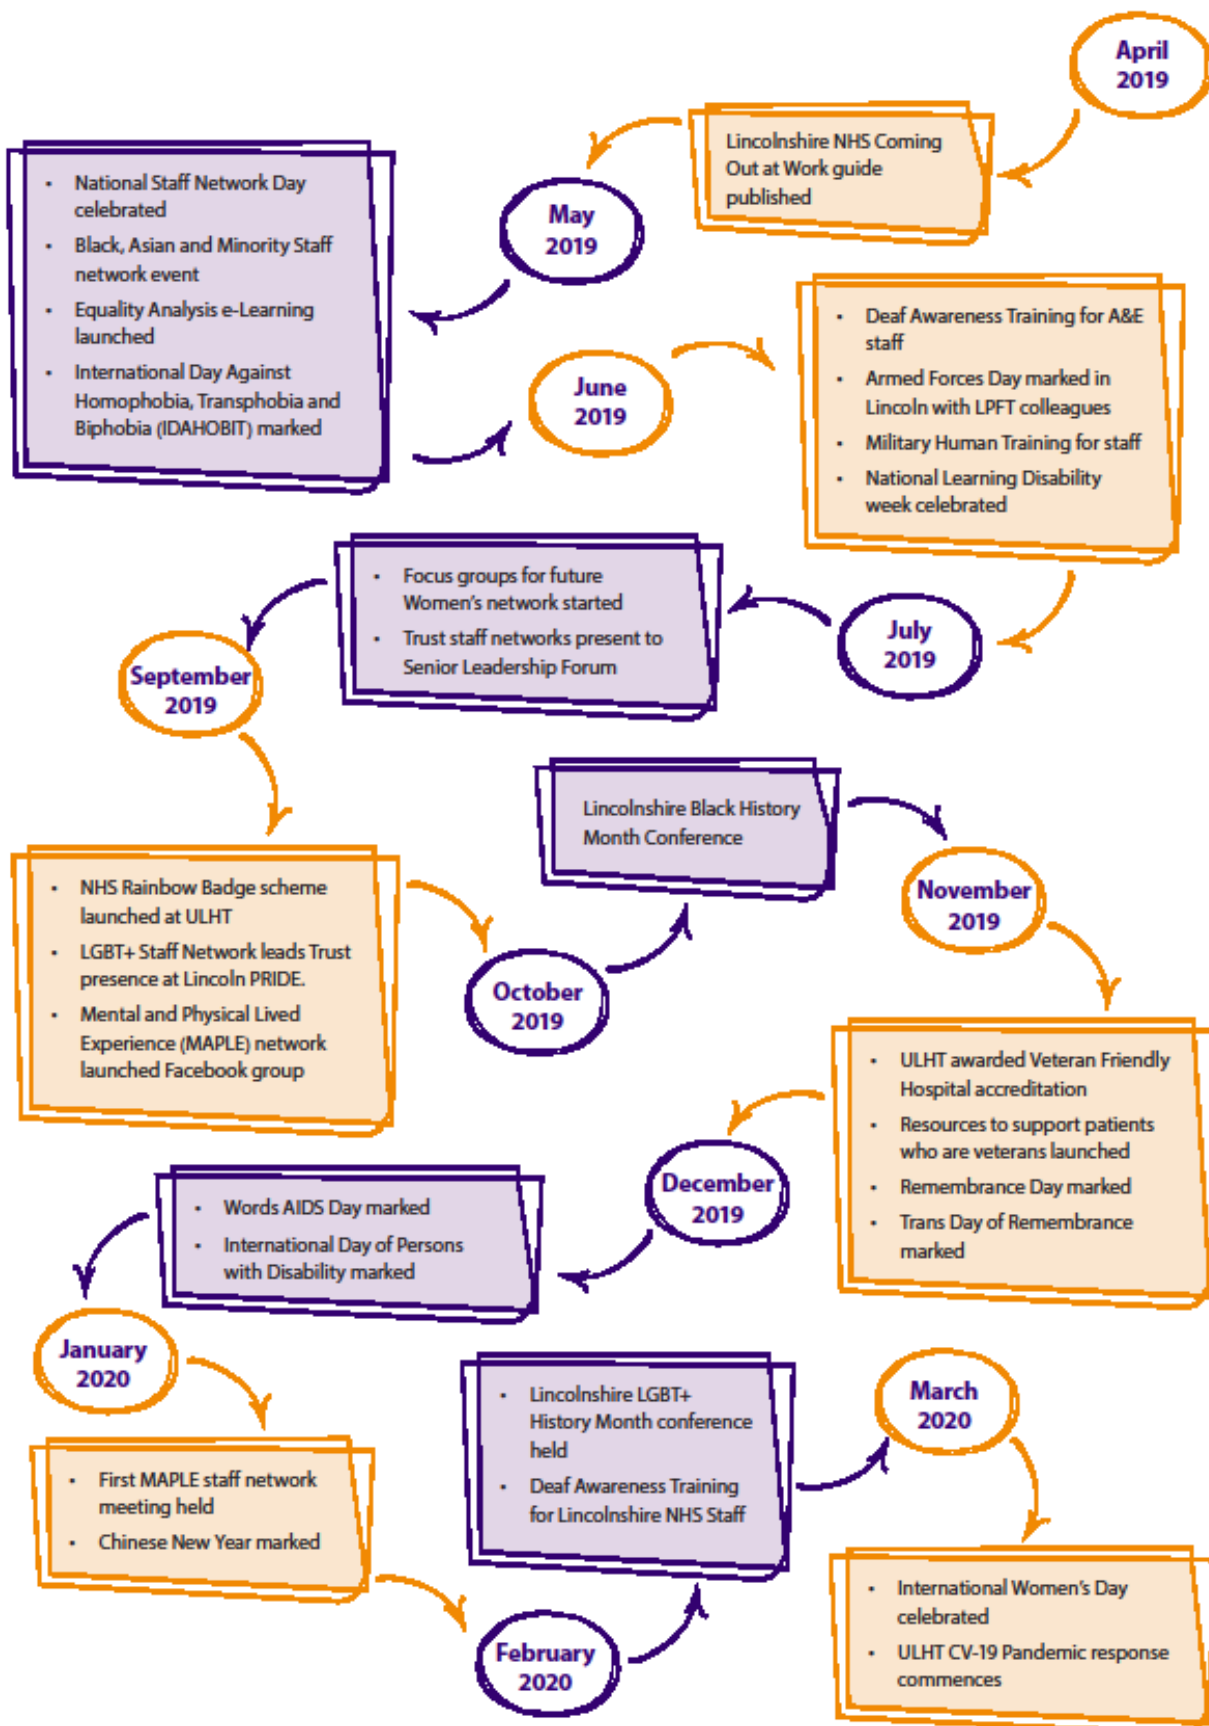 April
2019
Lincolnshire NHS Coming
Out at Work guide
published
May
2019
• National Staff Network Day
celebrated
• Black, Asian and Minority Staff
network event
• Equality Analysis e-Learning
launched
• International Day Against
Homophobia, Transphobia and
Biphobia (IDAHOBIT) marked
June
2019
• Deaf Awareness Training for A&E
staff
• Armed Forces Day marked in
Lincoln with LPFT colleagues
• Military Human Training for staff
• National Learning Disability
week celebrated
July
2019
• Focus groups for future
Women's network started
• Trust staff networks present to
Senior Leadership Forum
September
2019
• NHS Rainbow Badge scheme
launched at ULHT
• LGBT+ Staff Network leads Trust
presence at Lincoln PRIDE.
• Mental and Physical Lived
Experience (MAPLE) network
launched Facebook group
October
2019
Lincolnshire Black History
Month Conference
November
2019
• ULHT awarded Veteran Friendly
Hospital accreditation
• Resources to support patients
who are veterans launched
• Remembrance Day marked
• Trans Day of Remembrance
marked
December
2019
• Words AIDS Day marked
• International Day of Persons
with Disability marked
January
2020
• First MAPLE staff network
meeting held
• Chinese New Year marked
February
2020
• Lincolnshire LGBT+
History Month conference
held
• Deaf Awareness Training
for Lincolnshire NHS Staff
March
2020
• International Women's Day
celebrated
• ULHT CV-19 Pandemic response
commences